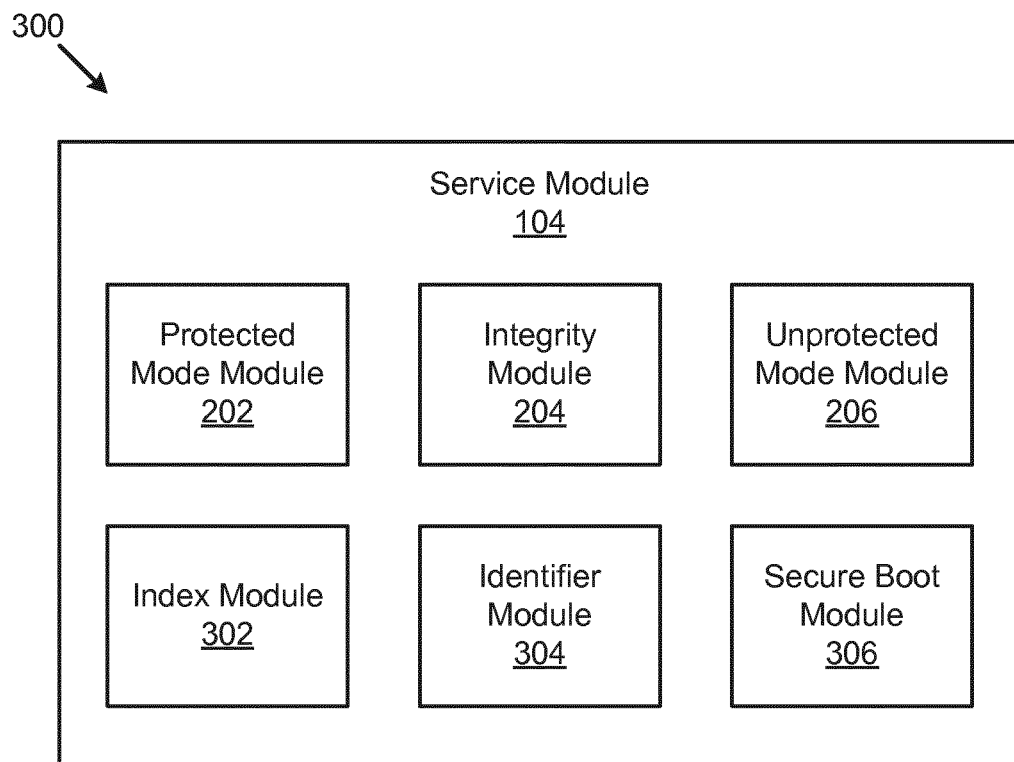 300
Service Module
104
Protected
Mode Module
202
Integrity
Module
204
Unprotected
Mode Module
206
Index Module
302
Identifier
Module
304
Secure Boot
Module
306